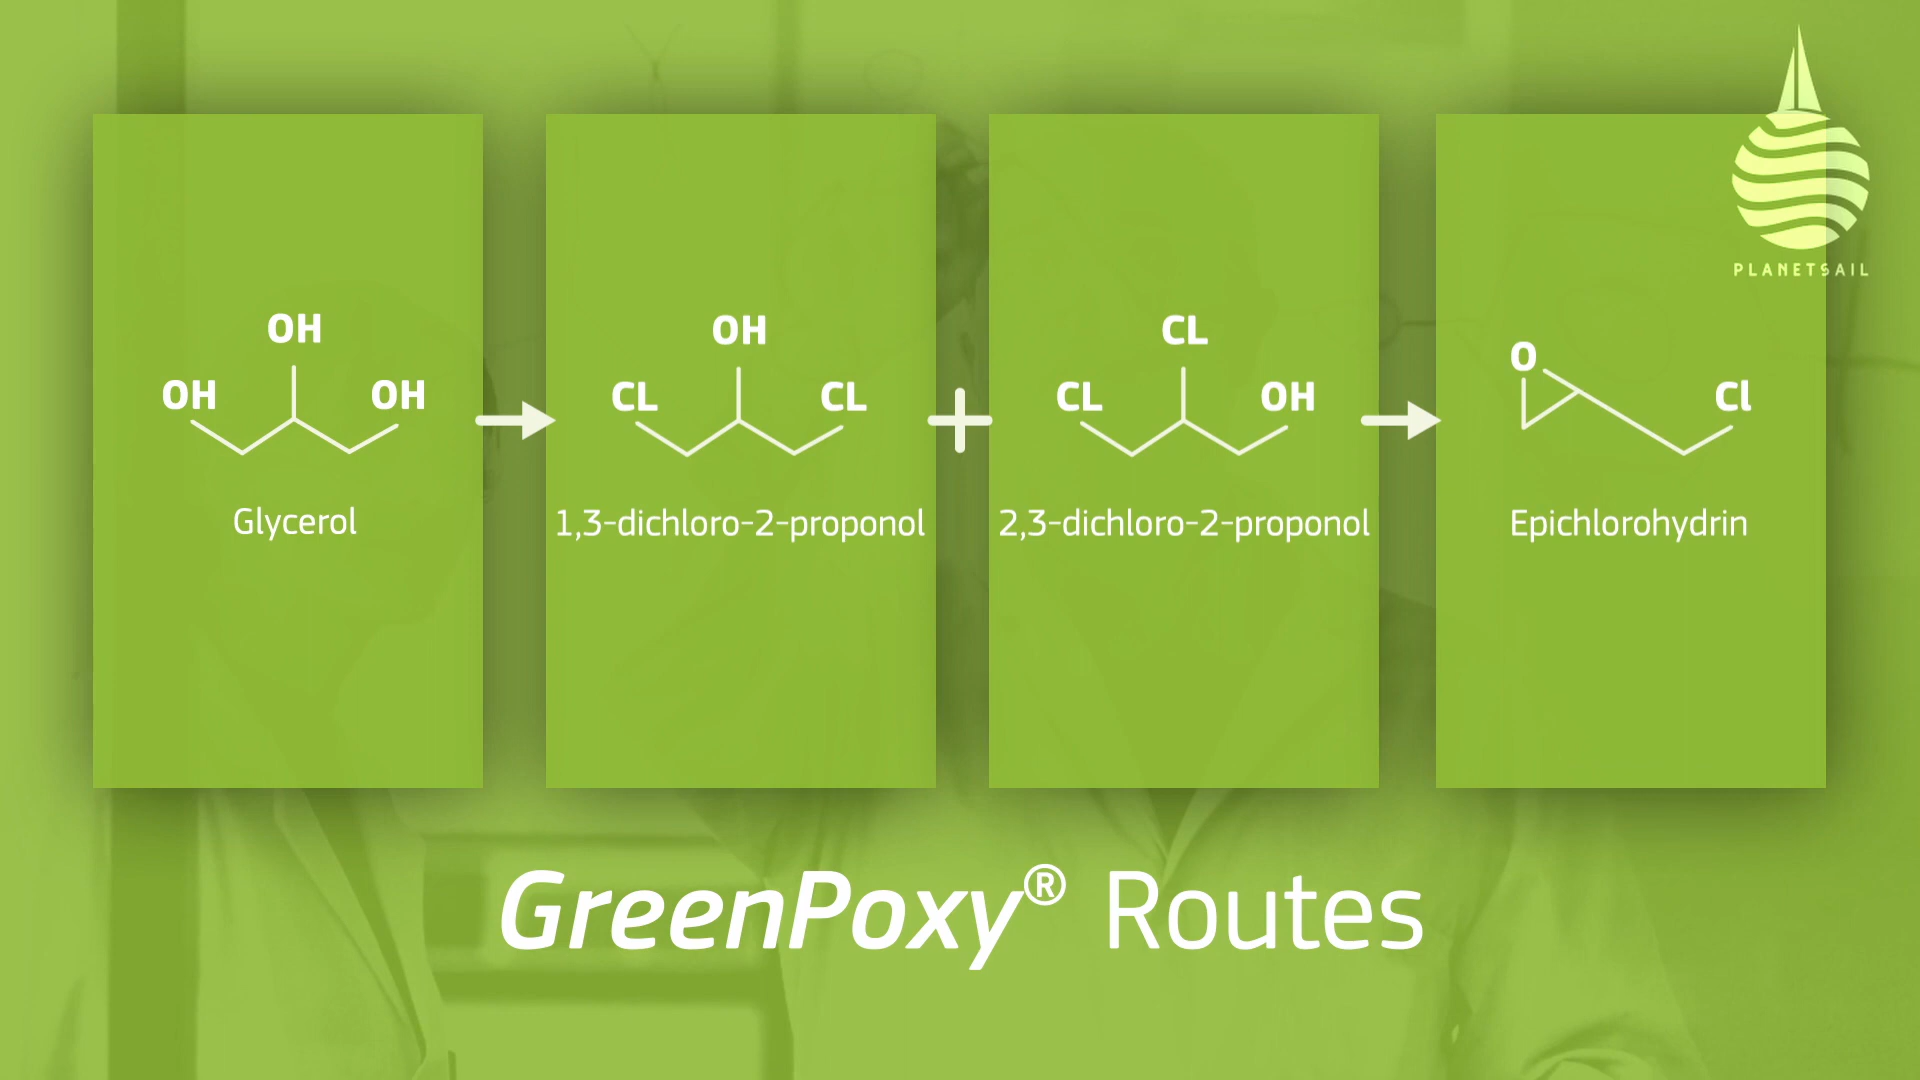 PLANETSAIL
OH
OH OH
Glycerol
OH
CL CL
1,3-dichloro-2-proponol
CL
CL OH
2,3-dichloro-2-proponol
O
Cl
Epichlorohydrin
GreenPoxy® Routes